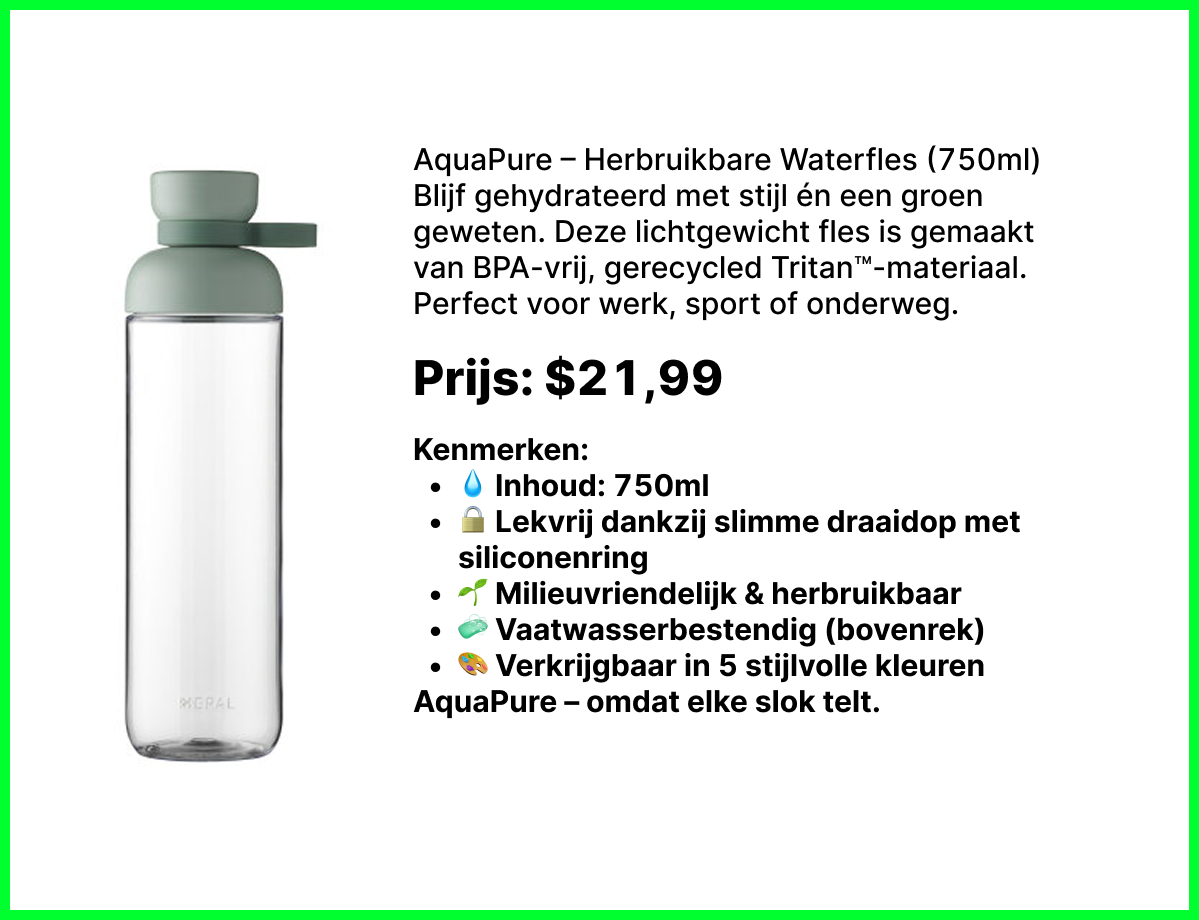 AquaPure – Herbruikbare Waterfles (750ml)
Blijf gehydrateerd met stijl én een groen
geweten. Deze lichtgewicht fles is gemaakt
van BPA-vrij, gerecycled Tritan™-materiaal.
Perfect voor werk, sport of onderweg.
Prijs: $21,99
Kenmerken:
• 💧 Inhoud: 750ml
• 🔒 Lekvrij dankzij slimme draaidop met
siliconenring
• 🌱 Milieuvriendelijk & herbruikbaar
• 🧼 Vaatwasserbestendig (bovenrek)
• 🎨 Verkrijgbaar in 5 stijlvolle kleuren
AquaPure – omdat elke slok telt.